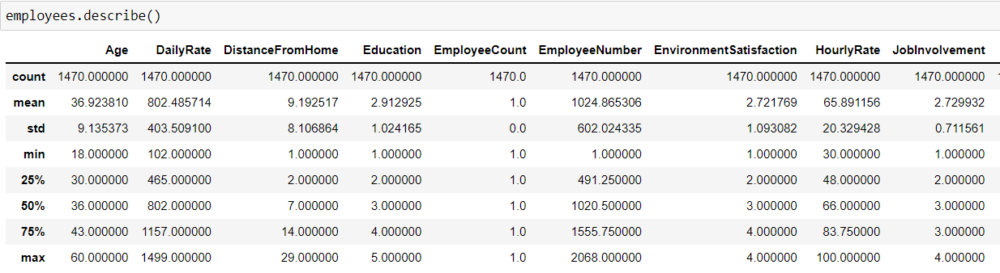 employees.describe()
Age DailyRate DistanceFromHome Education EmployeeCount EmployeeNumber EnvironmentSatisfaction HourlyRate JobInvolvement
count 1470.000000 1470.000000 1470.000000 1470.000000 1470.0 1470.000000 1470.000000 1470.000000 1470.000000
mean 36.923810 802.485714 9.192517 2.912925 1.0 1024.865306 2.721769 65.891156 2.729932
std 9.135373 403.509100 8.106864 1.024165 0.0 602.024335 1.093082 20.329428 0.711561
min 18.000000 102.000000 1.000000 1.000000 1.0 1.000000 1.000000 30.000000 1.000000
25% 30.000000 465.000000 2.000000 2.000000 1.0 491.250000 2.000000 48.000000 2.000000
50% 36.000000 802.000000 7.000000 3.000000 1.0 1020.500000 3.000000 66.000000 3.000000
75% 43.000000 1157.000000 14.000000 4.000000 1.0 1555.750000 4.000000 83.750000 3.000000
max 60.000000 1499.000000 29.000000 5.000000 1.0 2068.000000 4.000000 100.000000 4.000000